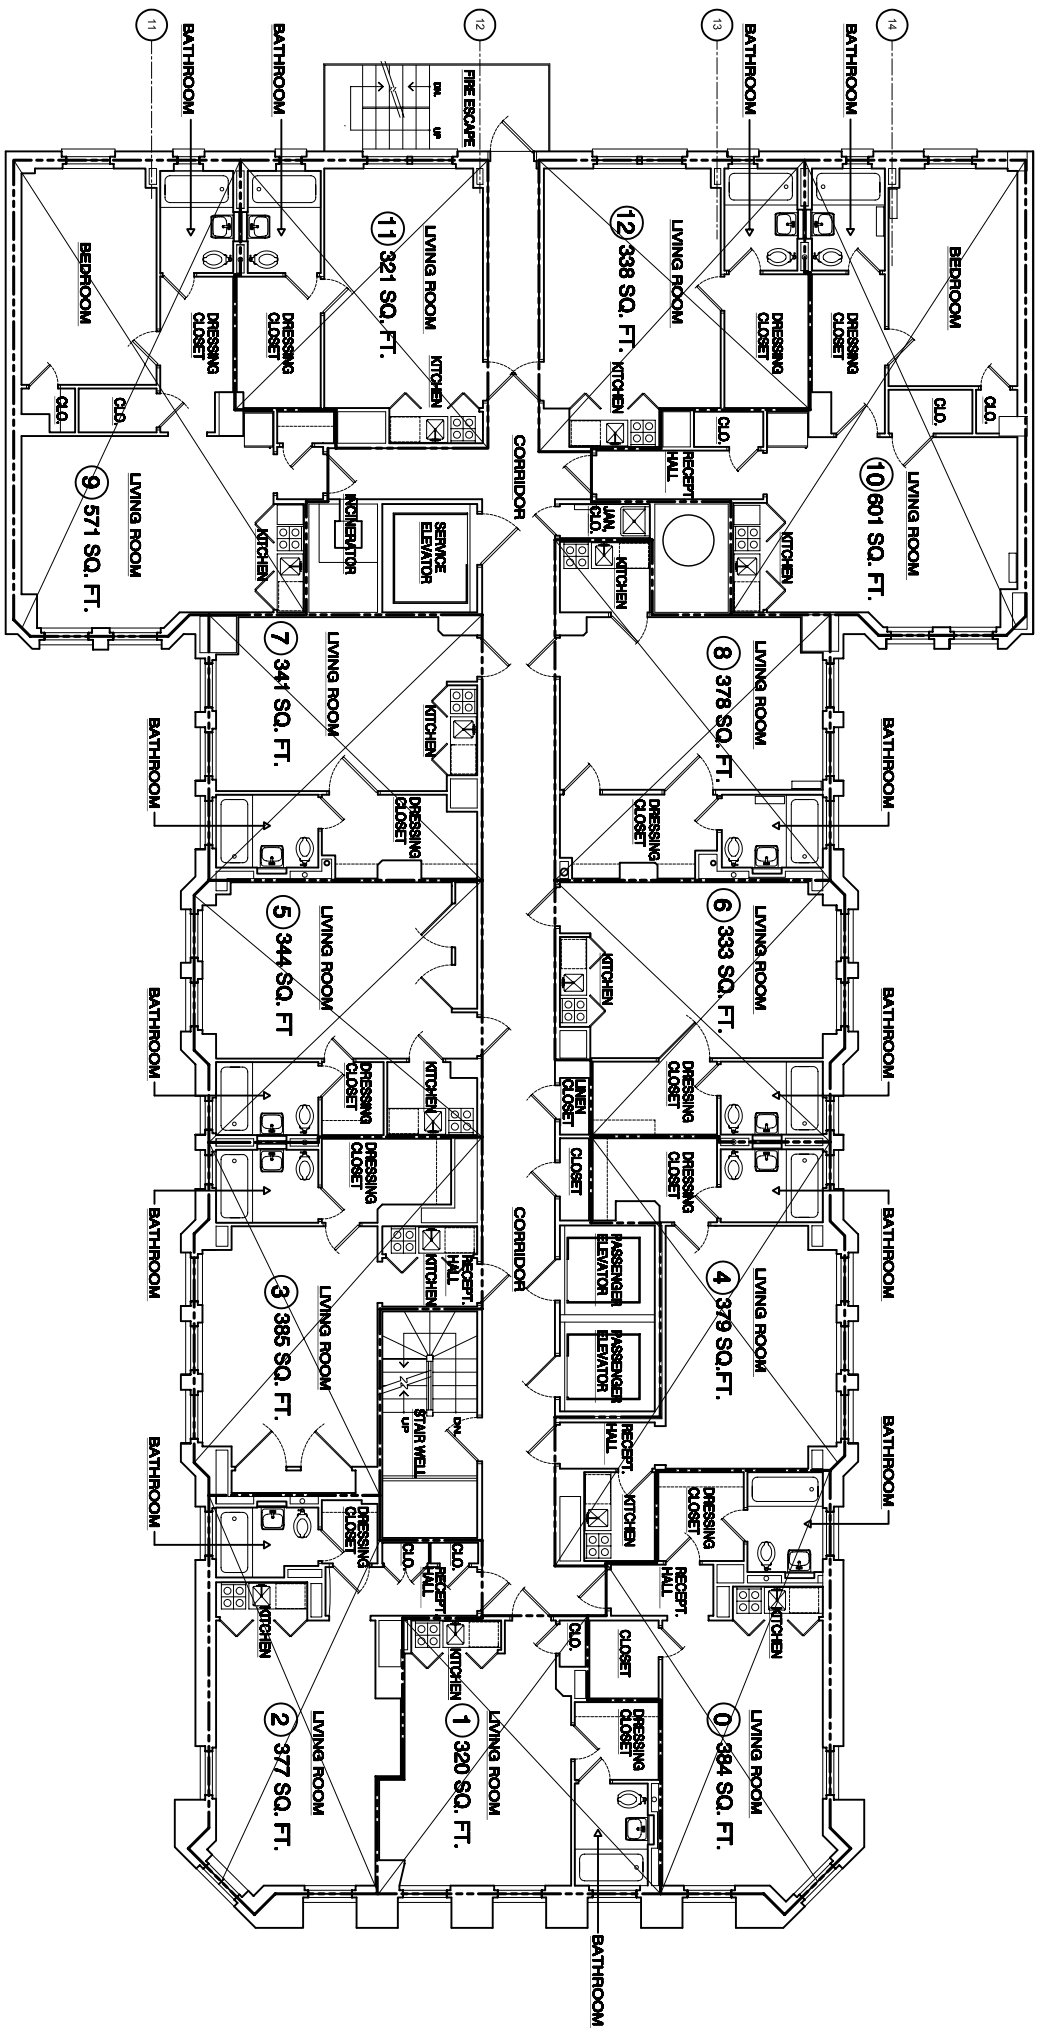 11
12
13
14
BATHROOM
BATHROOM
BATHROOM
BATHROOM
FIRE ESCAPE
DN.
UP
BEDROOM
DRESSING
CLOSET
DRESSING
CLOSET
LIVING ROOM
11 321 SQ. FT.
KITCHEN
LIVING ROOM
12 338 SQ. FT.
KITCHEN
DRESSING
CLOSET
DRESSING
CLOSET
BEDROOM
CLO.
CLO.
CLO.
CLO.
CLO.
LIVING ROOM
9 571 SQ. FT.
KITCHEN
INCINERATOR
SERVICE
ELEVATOR
CORRIDOR
JAN.
CLO.
RECEPT
HALL
KITCHEN
KITCHEN
LIVING ROOM
10 601 SQ. FT.
LIVING ROOM
7 341 SQ. FT.
KITCHEN
DRESSING
CLOSET
BATHROOM
LIVING ROOM
8 378 SQ. FT.
DRESSING
CLOSET
BATHROOM
LIVING ROOM
5 344 SQ. FT
KITCHEN
DRESSING
CLOSET
BATHROOM
LIVING ROOM
6 333 SQ. FT.
KITCHEN
DRESSING
CLOSET
BATHROOM
LINEN
CLOSET
CLOSET
DRESSING
CLOSET
BATHROOM
DRESSING
CLOSET
BATHROOM
CORRIDOR
RECEPT.
HALL
KITCHEN
LIVING ROOM
3 385 SQ. FT.
PASSENGER
ELEVATOR
PASSENGER
ELEVATOR
LIVING ROOM
4 379 SQ.FT.
STAIR WELL
DN.
UP
RECEPT.
HALL
KITCHEN
DRESSING
CLOSET
BATHROOM
DRESSING
CLOSET
BATHROOM
CLO.
CLO.
RECEPT.
HALL
KITCHEN
LIVING ROOM
2 377 SQ. FT.
KITCHEN
LIVING ROOM
1 320 SQ. FT.
CLO.
CLOSET
DRESSING
CLOSET
BATHROOM
RECEPT.
HALL
KITCHEN
LIVING ROOM
0 384 SQ. FT.